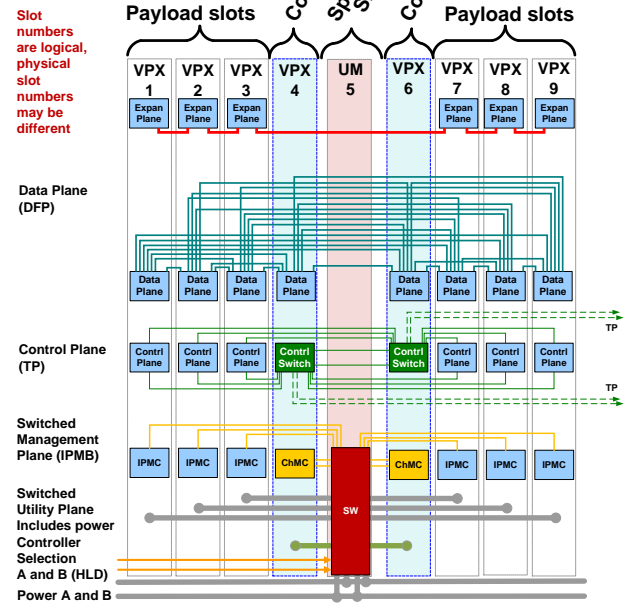 Slot
numbers
are logical,
physical
slot
numbers
may be
different
Payload slots
Co
Sp
S
Co
Payload slots
VPX
1
VPX
2
VPX
3
VPX
4
UM
5
VPX
6
VPX
7
VPX
8
VPX
9
Expan
Plane
Expan
Plane
Expan
Plane
Expan
Plane
Expan
Plane
Expan
Plane
Data Plane
(DFP)
Data
Plane
Data
Plane
Data
Plane
Data
Plane
Data
Plane
Data
Plane
Data
Plane
Data
Plane
TP
Control Plane
(TP)
Contrl
Plane
Contrl
Plane
Contrl
Plane
Contrl
Switch
Contrl
Switch
Contrl
Plane
Contrl
Plane
Contrl
Plane
TP
Switched
Management
Plane (IPMB)
IPMC
IPMC
IPMC
ChMC
ChMC
IPMC
IPMC
IPMC
SW
Switched
Utility Plane
Includes power
Controller
Selection
A and B (HLD)
Power A and B